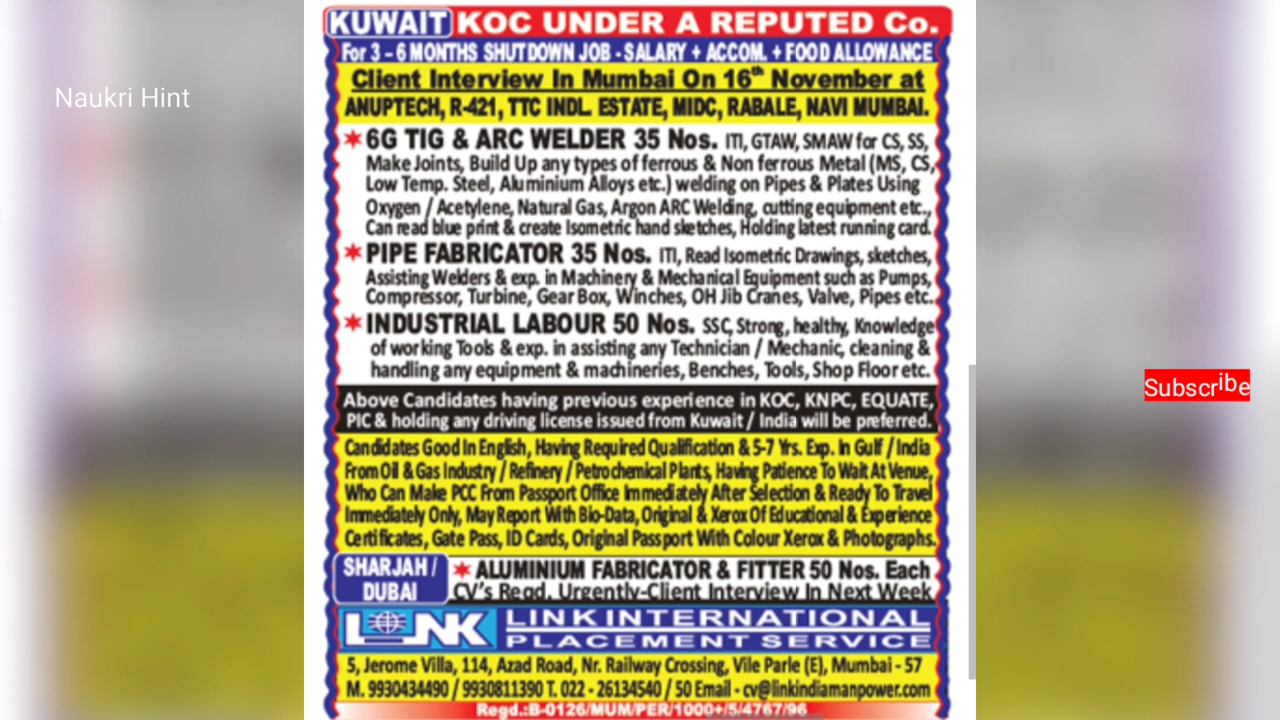 KUWAIT KOC UNDER A REPUTED Co.
For 3 – 6 MONTHS SHUTDOWN JOB - SALARY + ACCOM. + FOOD ALLOWANCE
Client Interview In Mumbai On 16th November at
ANUPTECH, R-421, TTC INDL. ESTATE, MIDC, RABALE, NAVI MUMBAI.
Naukri Hint
✶ 6G TIG & ARC WELDER 35 Nos. ITI, GTAW, SMAW for CS, SS,
Make Joints, Build Up any types of ferrous & Non ferrous Metal (MS, CS,
Low Temp. Steel, Aluminium Alloys etc.) welding on Pipes & Plates Using
Oxygen / Acetylene, Natural Gas, Argon ARC Welding, cutting equipment etc.,
Can read blue print & create Isometric hand sketches, Holding latest running card.
✶ PIPE FABRICATOR 35 Nos. ITI, Read Isometric Drawings, sketches,
Assisting Welders & exp. in Machinery & Mechanical Equipment such as Pumps,
Compressor, Turbine, Gear Box, Winches, OH Jib Cranes, Valve, Pipes etc.
✶ INDUSTRIAL LABOUR 50 Nos. SSC, Strong, healthy, Knowledge
of working Tools & exp. in assisting any Technician / Mechanic, cleaning &
handling any equipment & machineries, Benches, Tools, Shop Floor etc.
Subscribe
Above Candidates having previous experience in KOC, KNPC, EQUATE,
PIC & holding any driving license issued from Kuwait / India will be preferred.
Candidates Good In English, Having Required Qualification & 5-7 Yrs. Exp. In Gulf / India
From Oil & Gas Industry / Refinery / Petrochemical Plants, Having Patience To Wait At Venue,
Who Can Make PCC From Passport Office Immediately After Selection & Ready To Travel
Immediately Only, May Report With Bio-Data, Original & Xerox Of Educational & Experience
Certificates, Gate Pass, ID Cards, Original Passport With Colour Xerox & Photographs.
SHARJAH /
DUBAI
✶ ALUMINIUM FABRICATOR & FITTER 50 Nos. Each
CV's Reqd. Urgently-Client Interview In Next Week
LINK
LINK INTERNATIONAL
PLACEMENT SERVICE
5, Jerome Villa, 114, Azad Road, Nr. Railway Crossing, Vile Parle (E), Mumbai - 57
M. 9930434490 / 9930811390 T. 022 - 26134540 / 50 Email - cv@linkindiamanpower.com
Regd.:B-0126/MUM/PER/1000+/5/4767/96